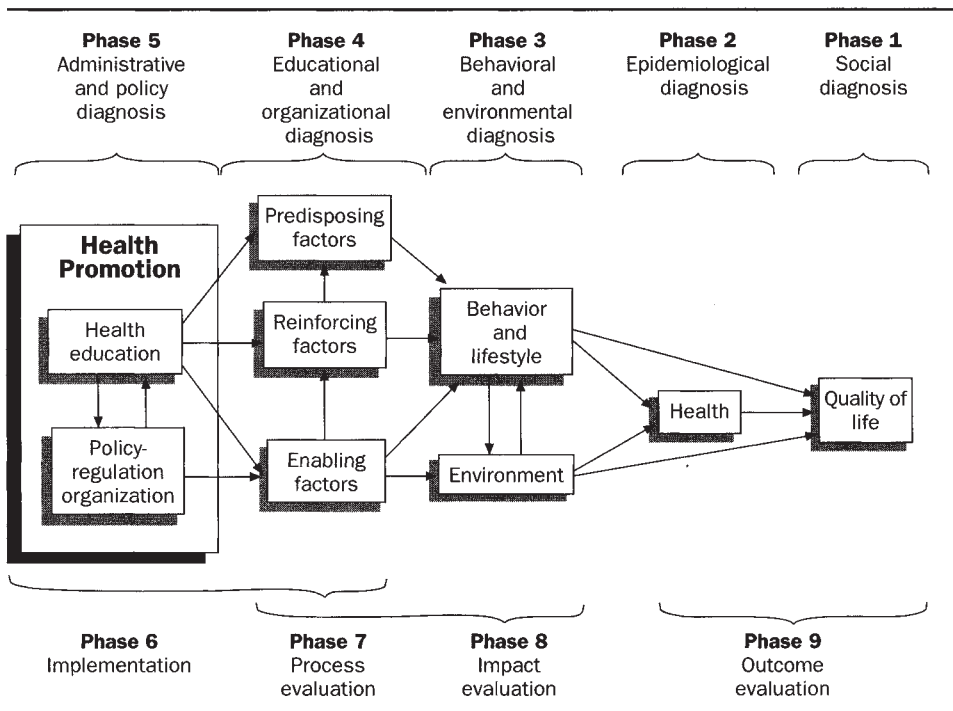 Phase 5
Administrative
and policy
diagnosis
Phase 4
Educational
and
organizational
diagnosis
Phase 3
Behavioral
and
environmental
diagnosis
Phase 2
Epidemiological
diagnosis
Phase 1
Social
diagnosis
Health
Promotion
Health
education
Policy-
regulation
organization
Predisposing
factors
Reinforcing
factors
Enabling
factors
Behavior
and
lifestyle
Environment
Health
Quality of
life
Phase 6
Implementation
Phase 7
Process
evaluation
Phase 8
Impact
evaluation
Phase 9
Outcome
evaluation